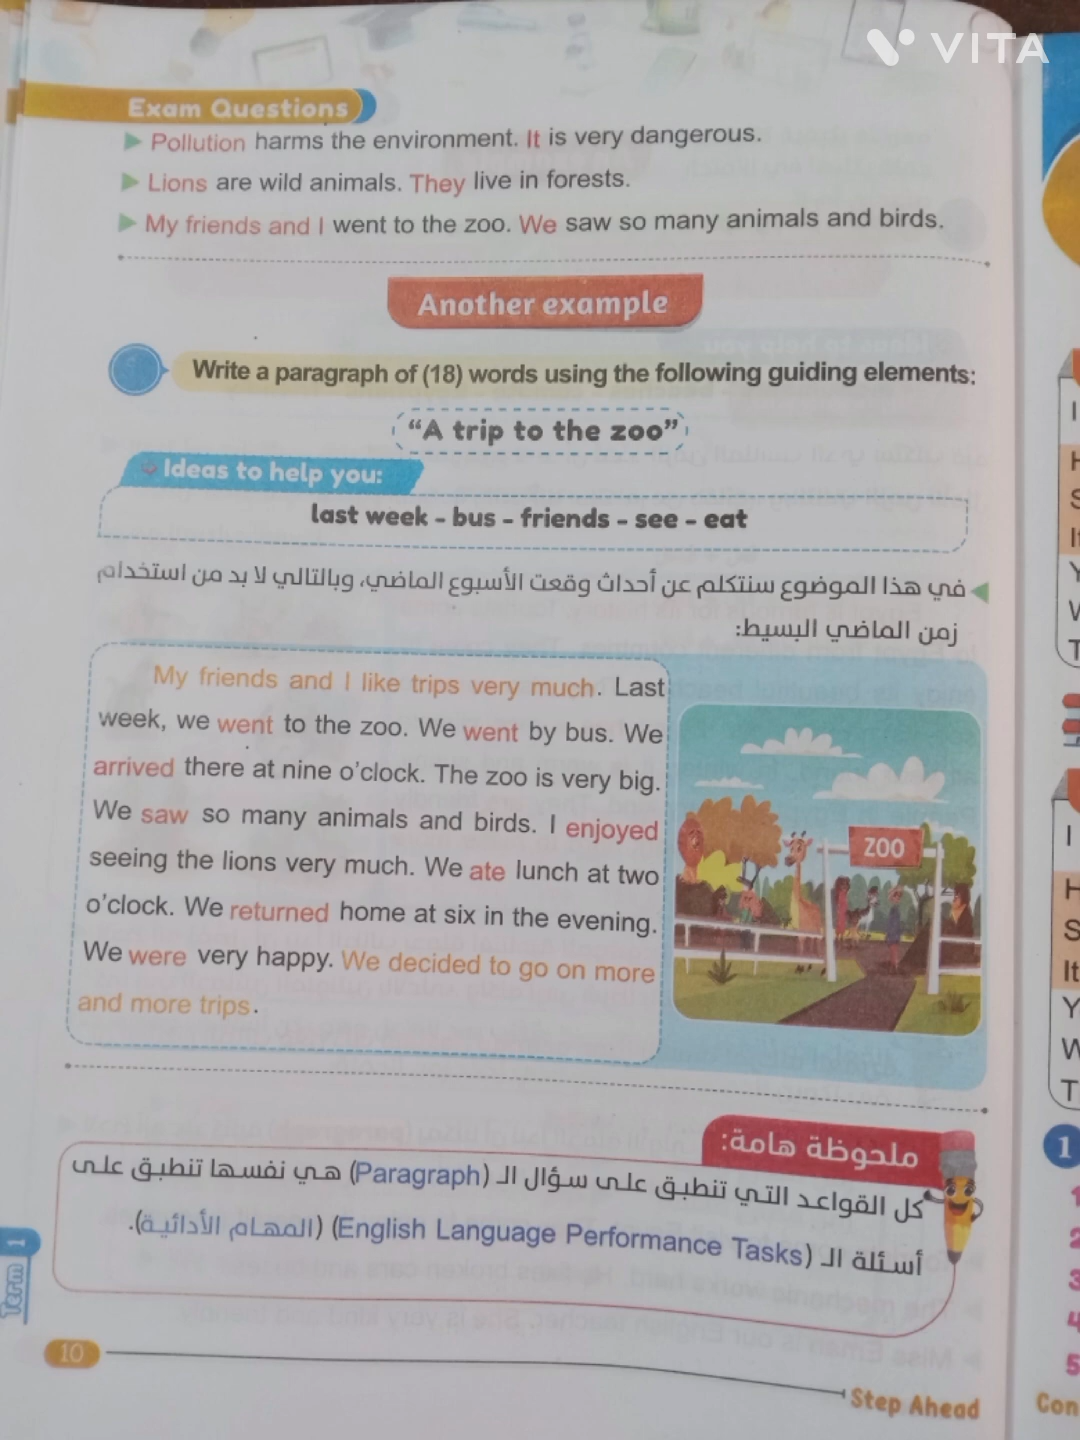 VITA
Exam Questions
Pollution harms the environment. It is very dangerous.
Lions are wild animals. They live in forests.
My friends and I went to the zoo. We saw so many animals and birds.
Another example
Write a paragraph of (18) words using the following guiding elements:
“A trip to the zoo”
Ideas to help you:
last week - bus - friends - see - eat
في هذا الموضوع سنتكلم عن أحداث وقعت الأسبوع الماضي، وبالتالي لا بد من استخدام
زمن الماضي البسيط:
My friends and I like trips very much. Last
week, we went to the zoo. We went by bus. We
arrived there at nine o’clock. The zoo is very big.
We saw so many animals and birds. I enjoyed
seeing the lions very much. We ate lunch at two
o’clock. We returned home at six in the evening.
We were very happy. We decided to go on more
and more trips.
ZOO
ملحوظة هامة:
كل القواعد التي تنطبق على سؤال الـ (Paragraph) هي نفسها تنطبق على
أسئلة الـ (English Language Performance Tasks) (المهام الأدائية).
Term 1
10
Step Ahead
I
H
S
It
Y
W
T
I
H
S
It
Y
W
T
1
1
2
3
4
5
Con